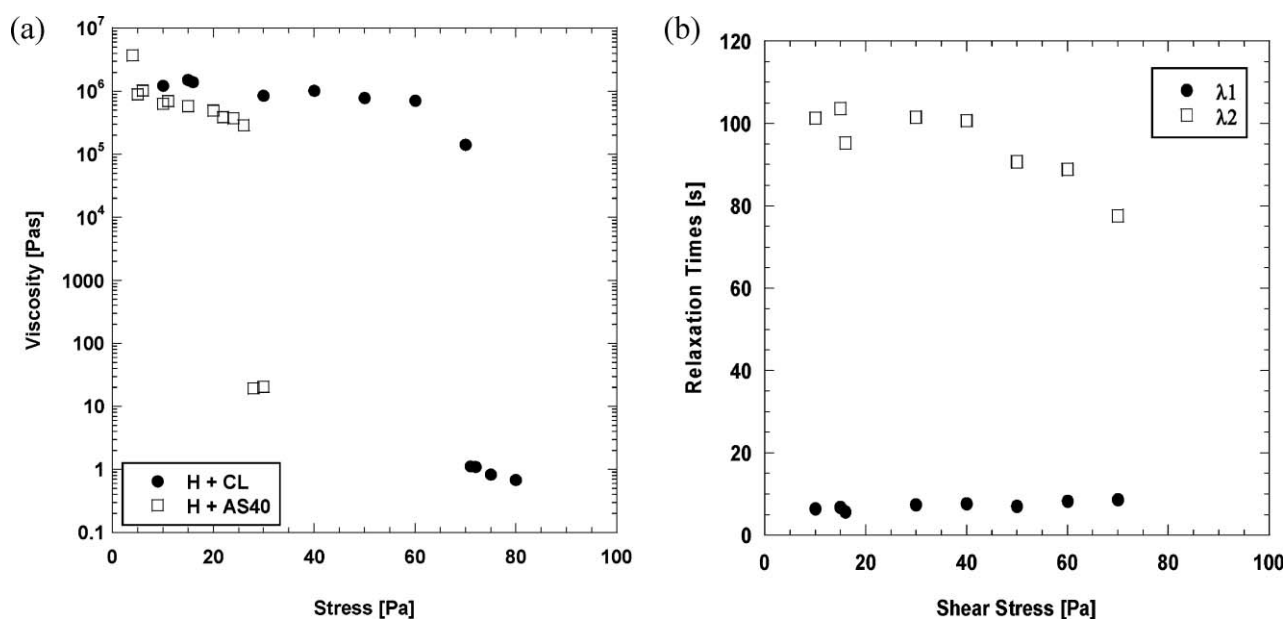 (a)
10^7
10^6
10^5
10^4
1000
100
10
1
0.1
Viscosity [Pas]
H + CL
H + AS40
0 20 40 60 80 100
Stress [Pa]
(b)
120
100
80
60
40
20
0
Relaxation Times [s]
λ1
λ2
0 20 40 60 80 100
Shear Stress [Pa]